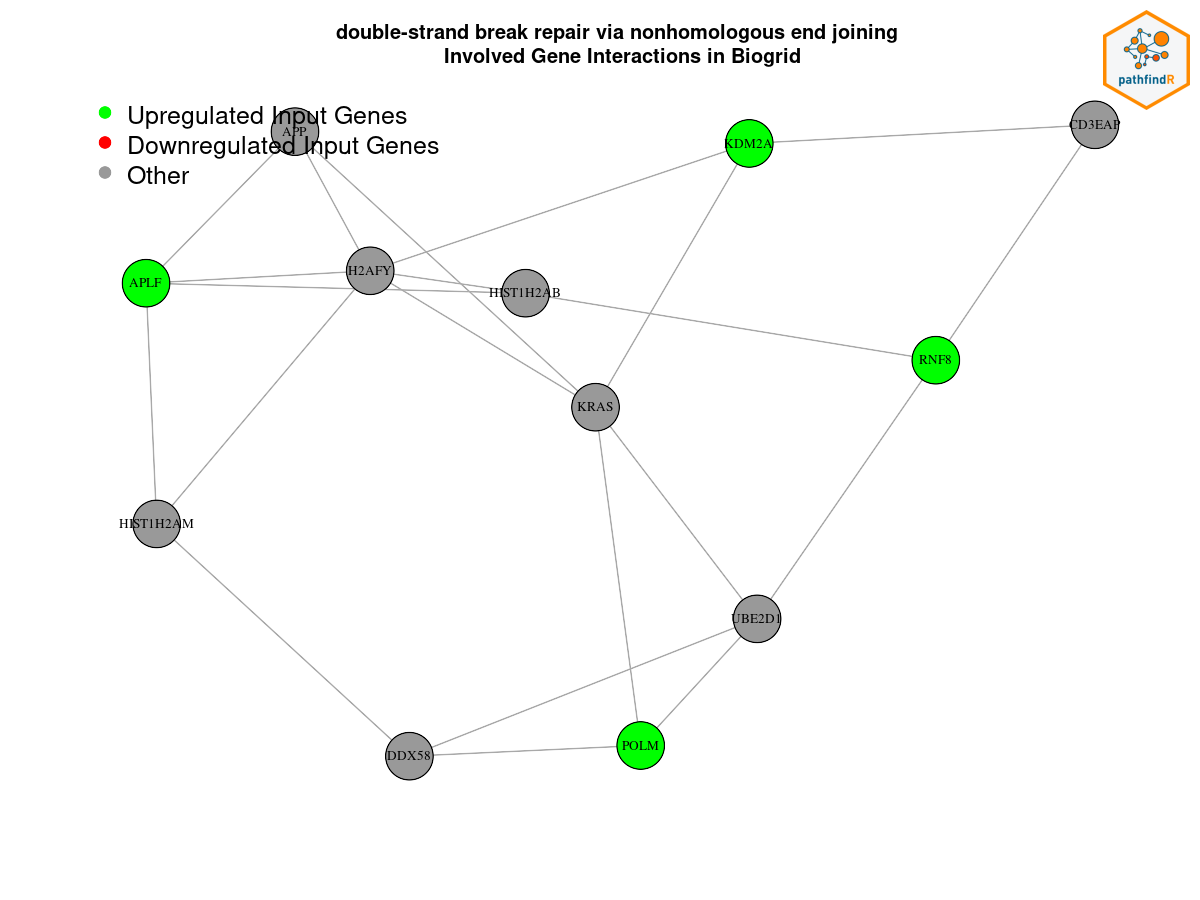 double-strand break repair via nonhomologous end joining
Involved Gene Interactions in Biogrid
pathfindR
Upregulated Input Genes
Downregulated Input Genes
Other
APP
KDM2A
CD3EAP
APLF
H2AFY
HIST1H2AB
RNF8
KRAS
HIST1H2AM
UBE2D1
DDX58
POLM